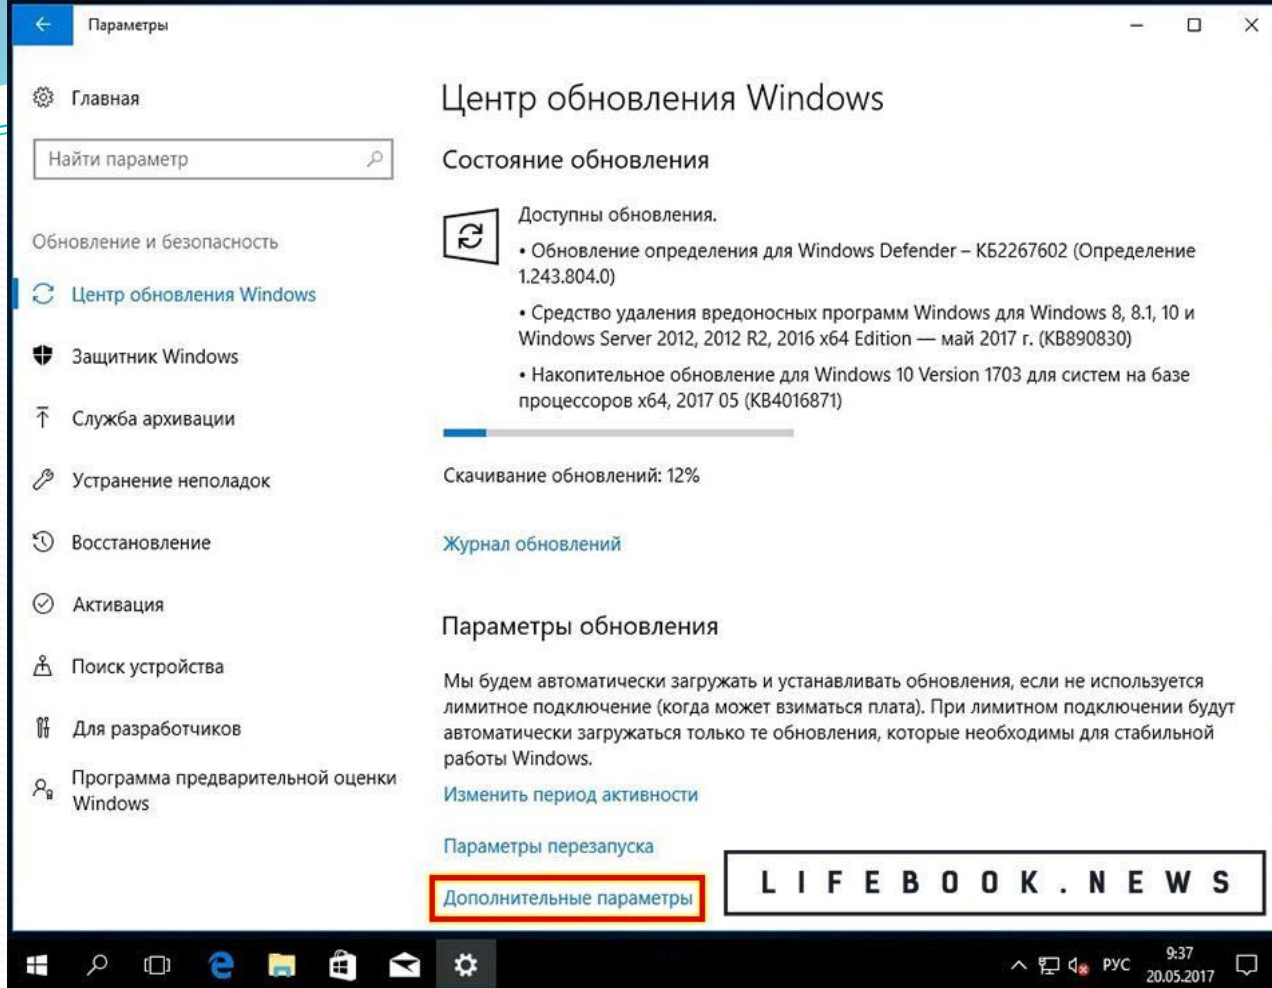 Параметры
Главная
Найти параметр
Обновление и безопасность
Центр обновления Windows
Защитник Windows
Служба архивации
Устранение неполадок
Восстановление
Активация
Поиск устройства
Для разработчиков
Программа предварительной оценки
Windows
Центр обновления Windows
Состояние обновления
Доступны обновления.
• Обновление определения для Windows Defender – КБ2267602 (Определение
1.243.804.0)
• Средство удаления вредоносных программ Windows для Windows 8, 8.1, 10 и
Windows Server 2012, 2012 R2, 2016 x64 Edition — май 2017 г. (KB890830)
• Накопительное обновление для Windows 10 Version 1703 для систем на базе
процессоров x64, 2017 05 (KB4016871)
Скачивание обновлений: 12%
Журнал обновлений
Параметры обновления
Мы будем автоматически загружать и устанавливать обновления, если не используется
лимитное подключение (когда может взиматься плата). При лимитном подключении будут
автоматически загружаться только те обновления, которые необходимы для стабильной
работы Windows.
Изменить период активности
Параметры перезапуска
Дополнительные параметры
LIFEBOOK.NEWS
РУС
9:37
20.05.2017